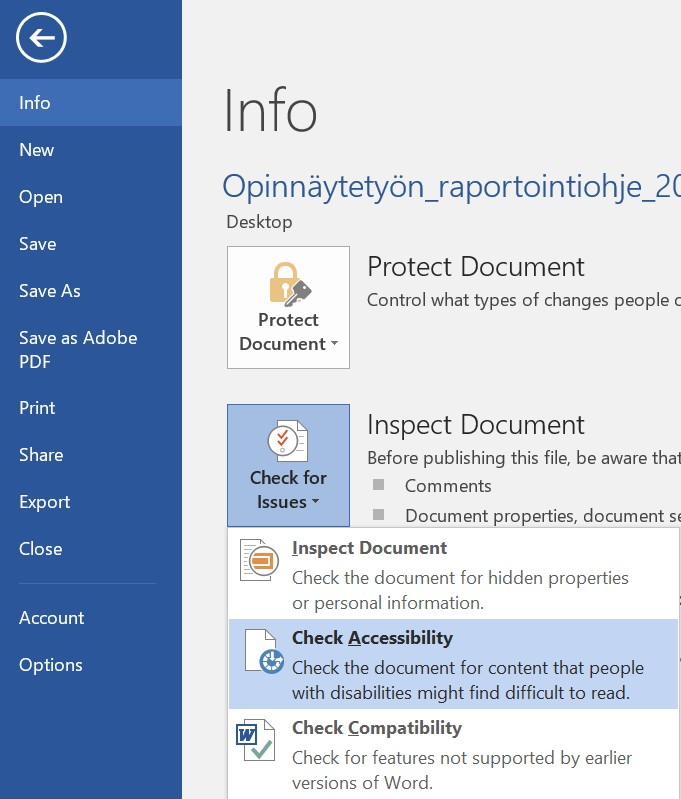 Info
New
Open
Save
Save As
Save as Adobe
PDF
Print
Share
Export
Close
Account
Options
Info
Opinnäytetyön_raportointiohje_20
Desktop
Protect
Document
Protect Document
Control what types of changes people c
Check for
Issues
Inspect Document
Before publishing this file, be aware that
Comments
Document properties, document se
Inspect Document
Check the document for hidden properties
or personal information.
Check Accessibility
Check the document for content that people
with disabilities might find difficult to read.
Check Compatibility
Check for features not supported by earlier
versions of Word.